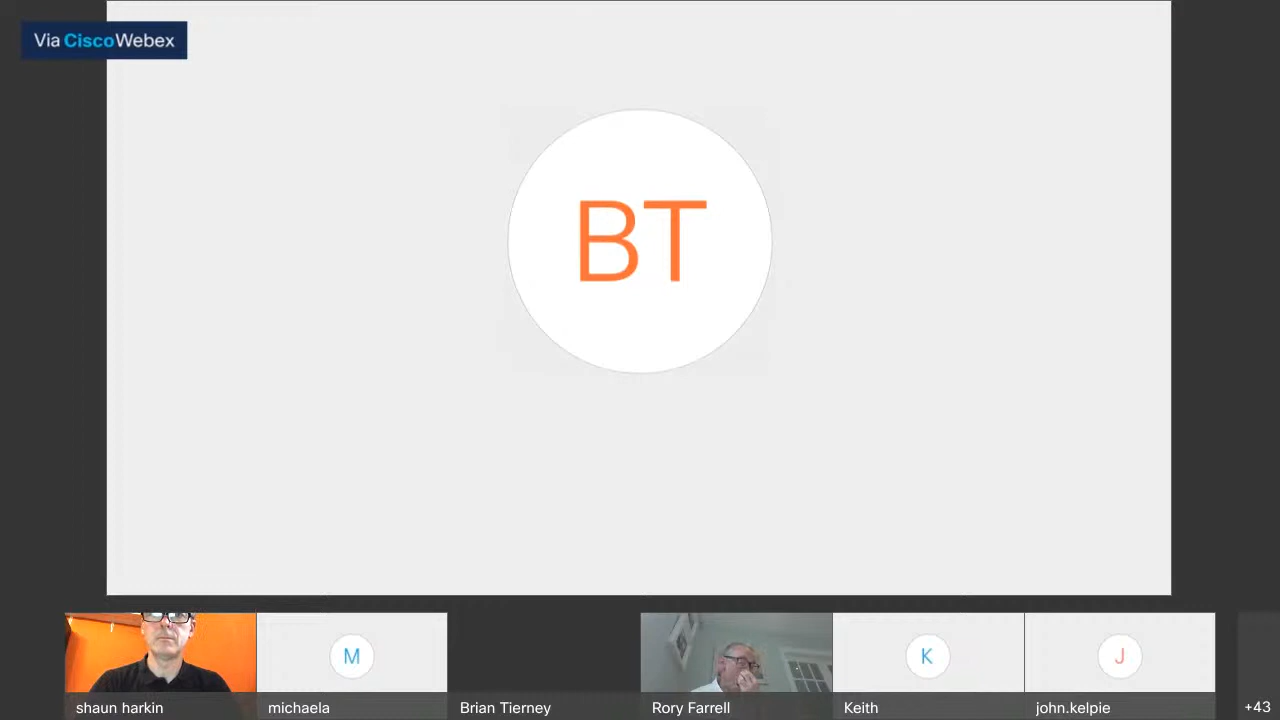 Via CiscoWebex
BT
M
K
J
shaun harkin
michaela
Brian Tierney
Rory Farrell
Keith
john.kelpie
+43